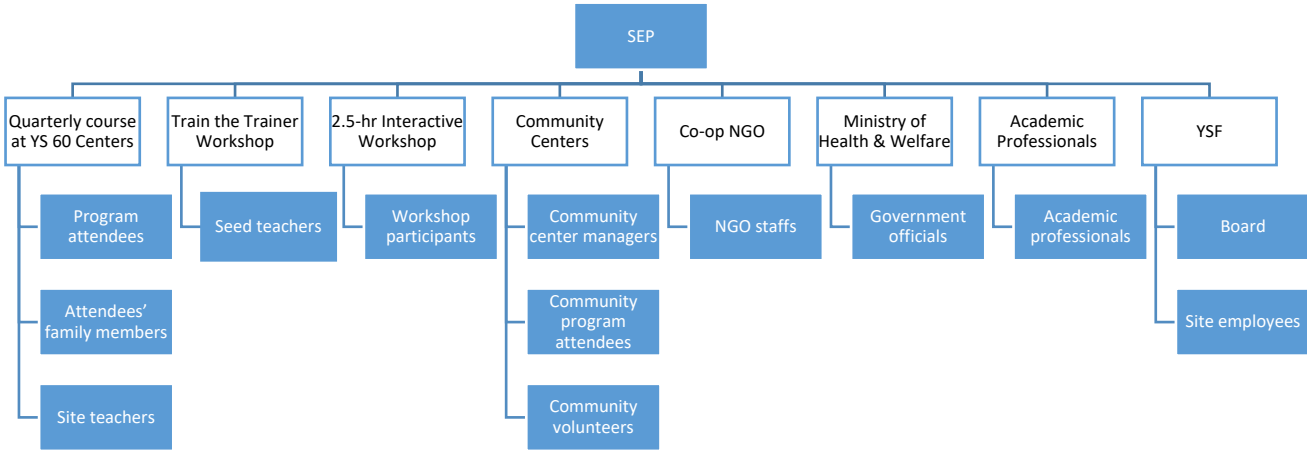 SEP
Quarterly course
at YS 60 Centers
Train the Trainer
Workshop
2.5-hr Interactive
Workshop
Community
Centers
Co-op NGO
Ministry of
Health & Welfare
Academic
Professionals
YSF
Program
attendees
Seed teachers
Workshop
participants
Community
center managers
NGO staffs
Government
officials
Academic
professionals
Board
Attendees’
family members
Community
program
attendees
Site employees
Site teachers
Community
volunteers